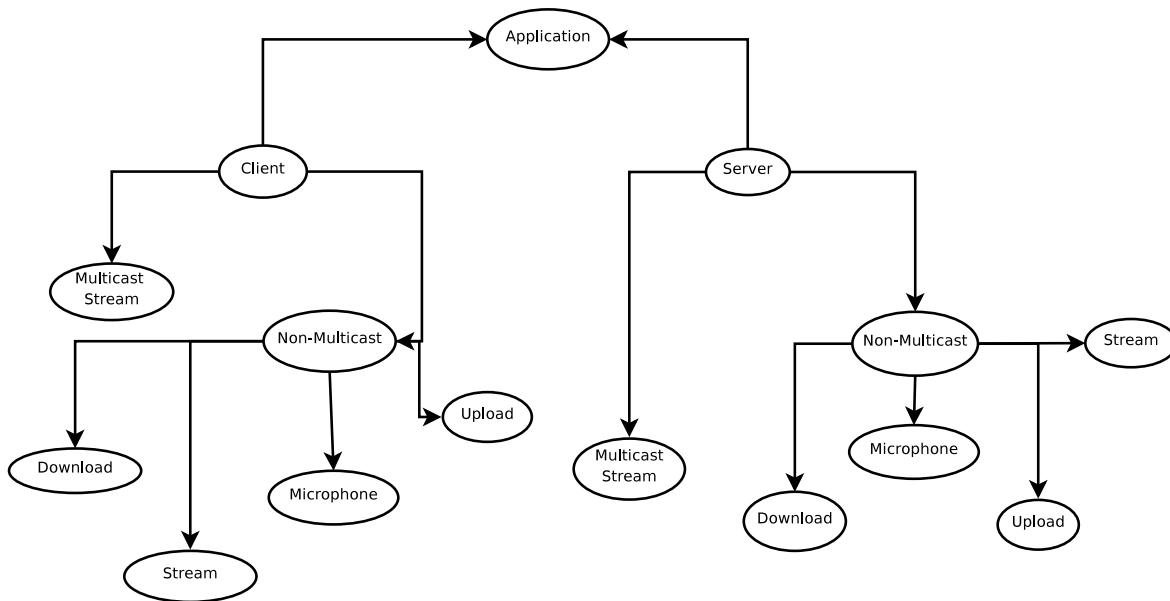 Application
Client
Server
Multicast
Stream
Non-Multicast
Non-Multicast
Stream
Upload
Download
Microphone
Multicast
Stream
Microphone
Download
Upload
Stream